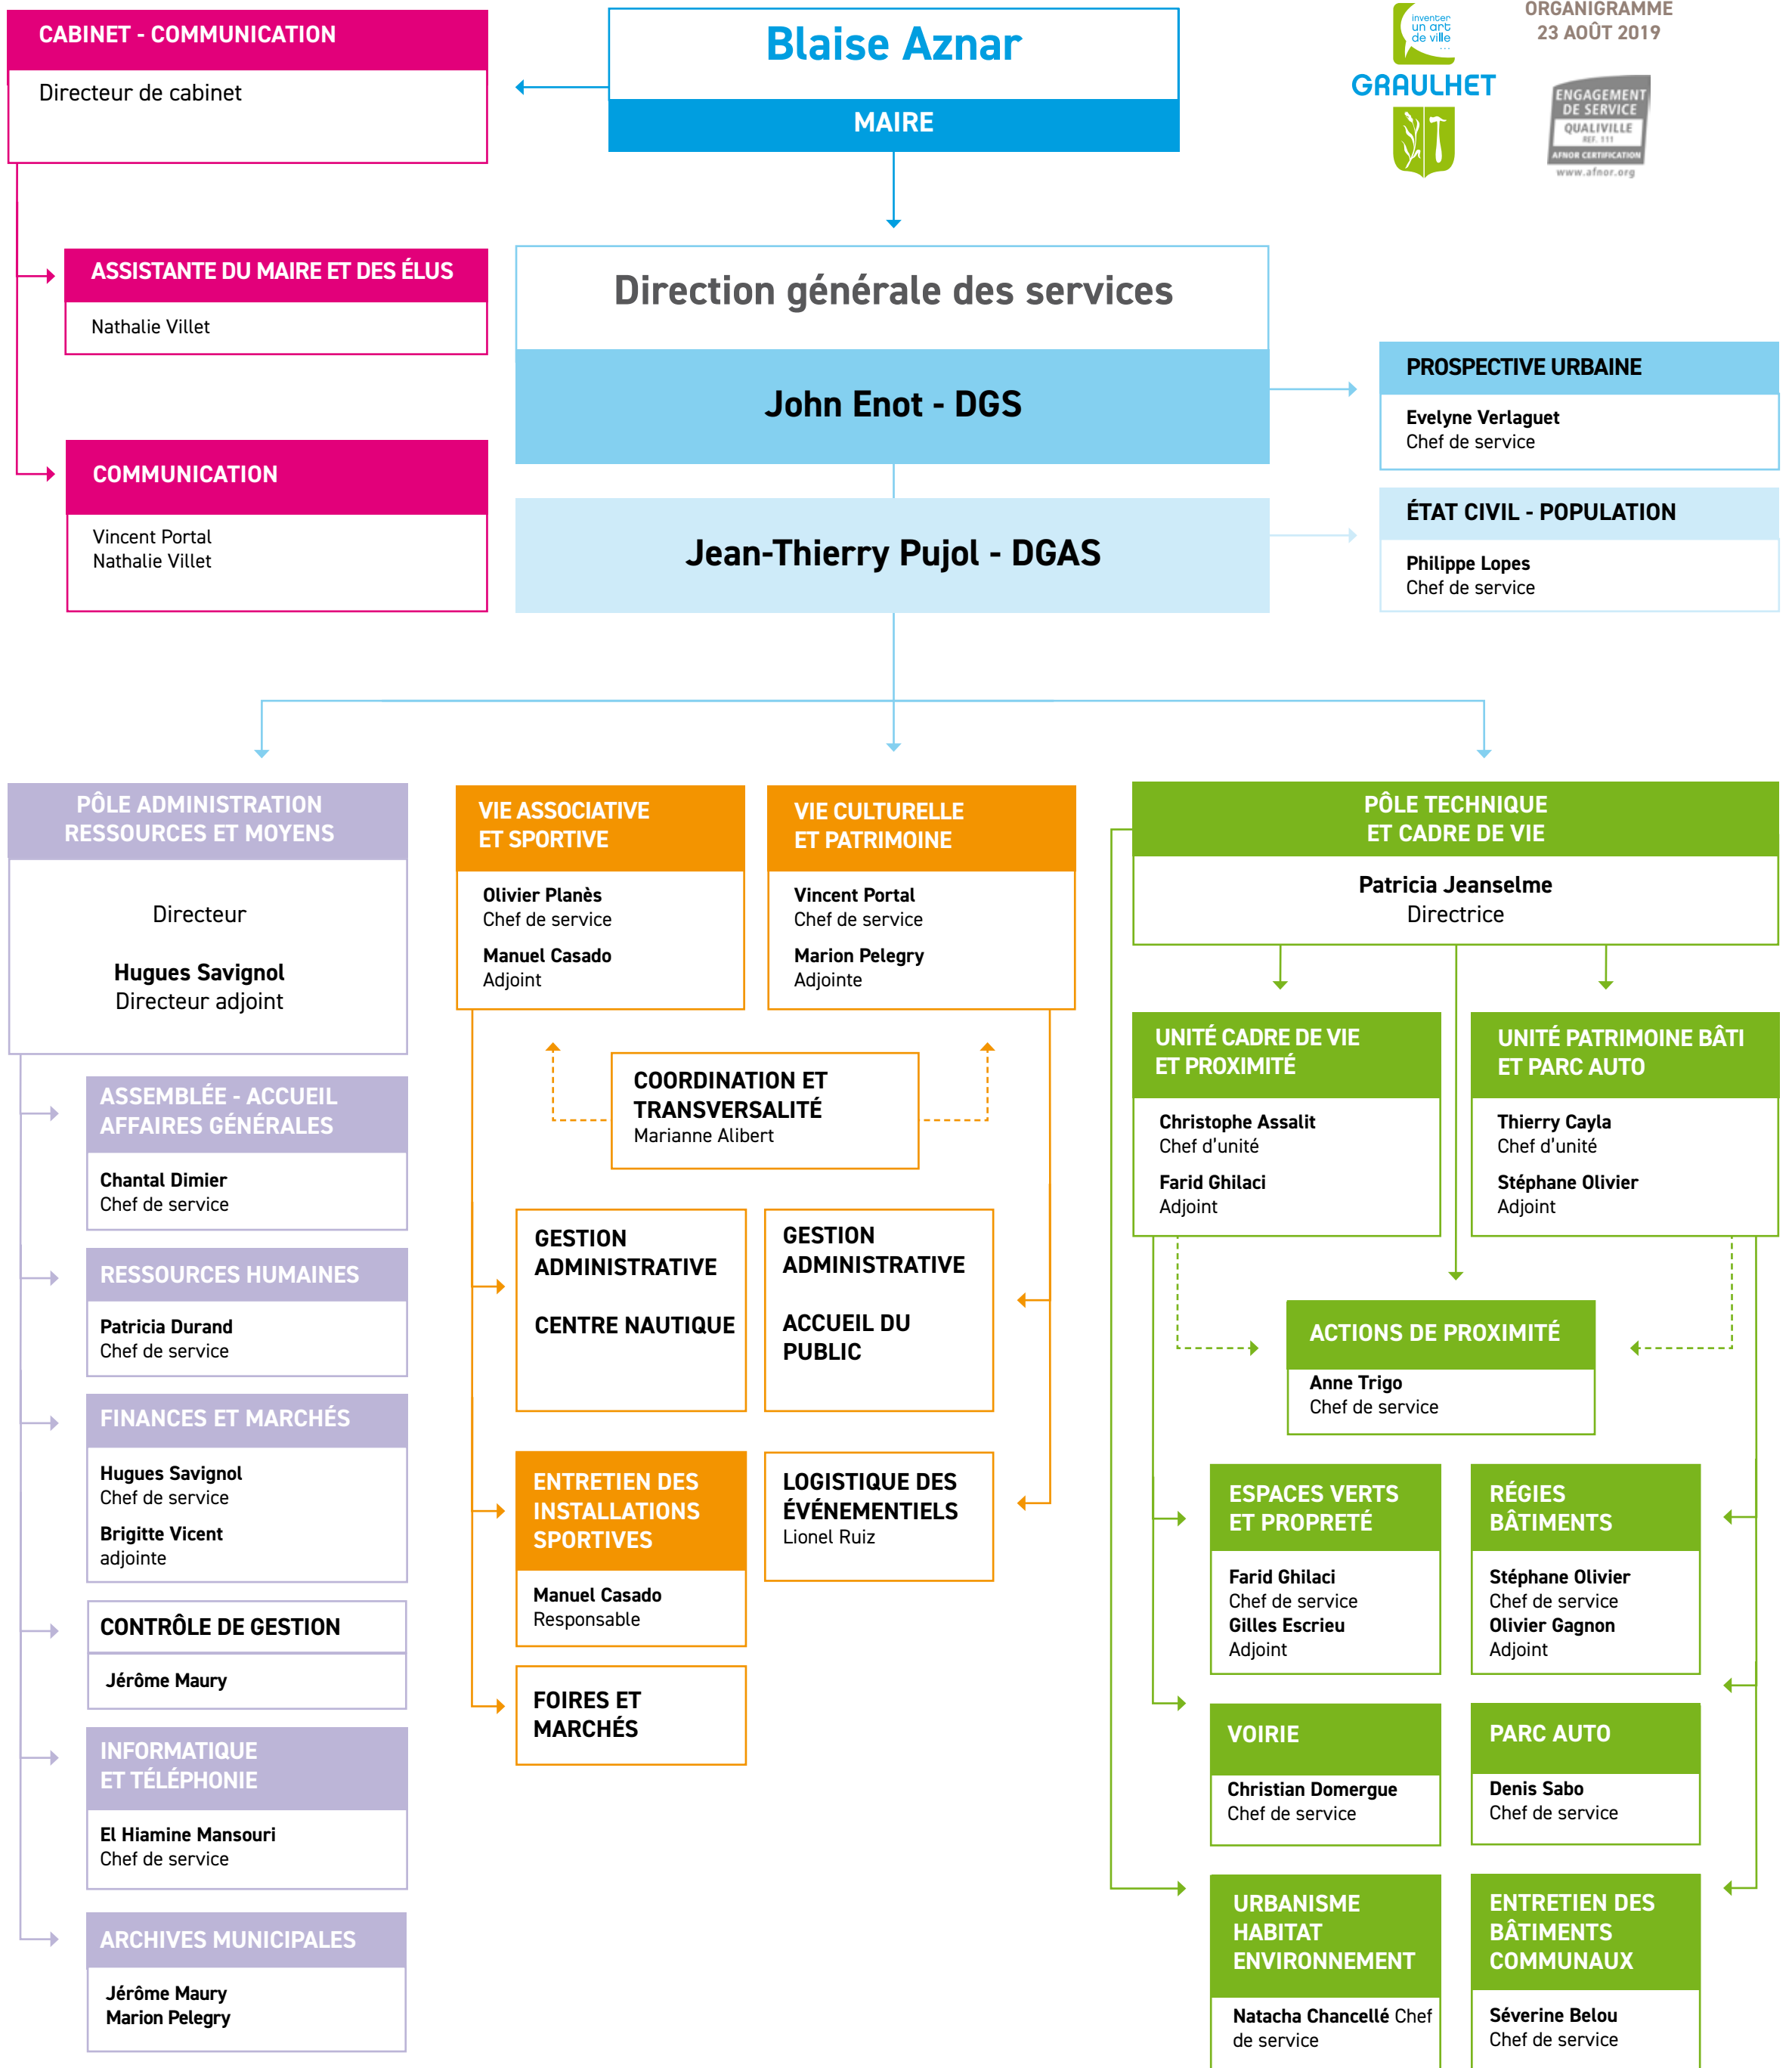 CABINET - COMMUNICATION
Directeur de cabinet
Blaise Aznar
MAIRE
inventer
un art
de ville
...
GRAULHET
ORGANIGRAMME
23 AOÛT 2019
ENGAGEMENT
DE SERVICE
QUALIVILLE
REF. 111
AFNOR CERTIFICATION
www.afnor.org
ASSISTANTE DU MAIRE ET DES ÉLUS
Nathalie Villet
COMMUNICATION
Vincent Portal
Nathalie Villet
Direction générale des services
John Enot - DGS
Jean-Thierry Pujol - DGAS
PROSPECTIVE URBAINE
Evelyne Verlaguet
Chef de service
ÉTAT CIVIL - POPULATION
Philippe Lopes
Chef de service
PÔLE ADMINISTRATION
RESSOURCES ET MOYENS
Directeur
Hugues Savignol
Directeur adjoint
ASSEMBLÉE - ACCUEIL
AFFAIRES GÉNÉRALES
Chantal Dimier
Chef de service
RESSOURCES HUMAINES
Patricia Durand
Chef de service
FINANCES ET MARCHÉS
Hugues Savignol
Chef de service
Brigitte Vicent
adjointe
CONTRÔLE DE GESTION
Jérôme Maury
INFORMATIQUE
ET TÉLÉPHONIE
El Hiamine Mansouri
Chef de service
ARCHIVES MUNICIPALES
Jérôme Maury
Marion Pelegry
VIE ASSOCIATIVE
ET SPORTIVE
Olivier Planès
Chef de service
Manuel Casado
Adjoint
VIE CULTURELLE
ET PATRIMOINE
Vincent Portal
Chef de service
Marion Pelegry
Adjointe
COORDINATION ET
TRANSVERSALITÉ
Marianne Alibert
GESTION
ADMINISTRATIVE
CENTRE NAUTIQUE
GESTION
ADMINISTRATIVE
ACCUEIL DU
PUBLIC
ENTRETIEN DES
INSTALLATIONS
SPORTIVES
Manuel Casado
Responsable
LOGISTIQUE DES
ÉVÉNEMENTIELS
Lionel Ruiz
FOIRES ET
MARCHÉS
PÔLE TECHNIQUE
ET CADRE DE VIE
Patricia Jeanselme
Directrice
UNITÉ CADRE DE VIE
ET PROXIMITÉ
Christophe Assalit
Chef d'unité
Farid Ghilaci
Adjoint
UNITÉ PATRIMOINE BÂTI
ET PARC AUTO
Thierry Cayla
Chef d'unité
Stéphane Olivier
Adjoint
ACTIONS DE PROXIMITÉ
Anne Trigo
Chef de service
ESPACES VERTS
ET PROPRETÉ
Farid Ghilaci
Chef de service
Gilles Escrieu
Adjoint
RÉGIES
BÂTIMENTS
Stéphane Olivier
Chef de service
Olivier Gagnon
Adjoint
VOIRIE
Christian Domergue
Chef de service
PARC AUTO
Denis Sabo
Chef de service
URBANISME
HABITAT
ENVIRONNEMENT
Natacha Chancellé Chef
de service
ENTRETIEN DES
BÂTIMENTS
COMMUNAUX
Séverine Belou
Chef de service